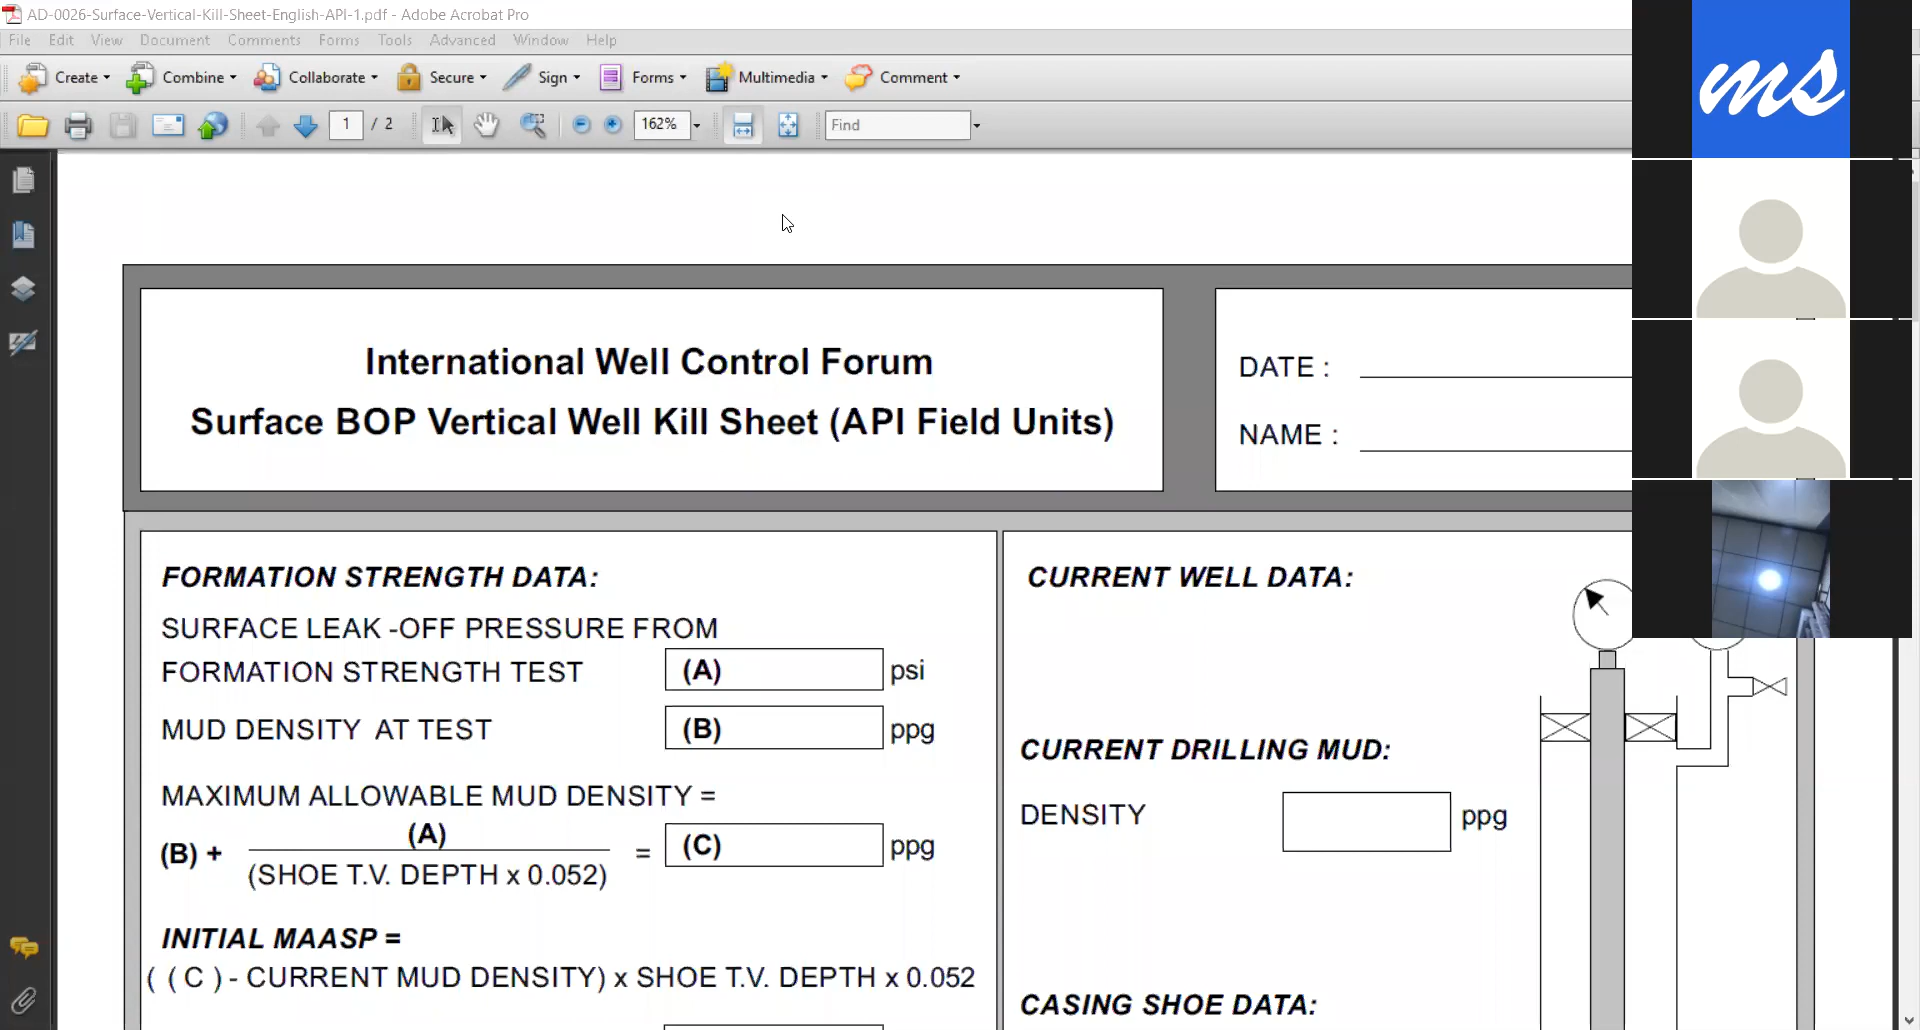 AD-0026-Surface-Vertical-Kill-Sheet-English-API-1.pdf - Adobe Acrobat Pro
File Edit View Document Comments Forms Tools Advanced Window Help
Create Combine Collaborate Secure Sign Forms Multimedia Comment
1 / 2 162% Find
ms
International Well Control Forum
Surface BOP Vertical Well Kill Sheet (API Field Units)
DATE :
NAME :
FORMATION STRENGTH DATA:
SURFACE LEAK -OFF PRESSURE FROM
FORMATION STRENGTH TEST (A) psi
MUD DENSITY AT TEST (B) ppg
MAXIMUM ALLOWABLE MUD DENSITY =
(B) + (A) / (SHOE T.V. DEPTH x 0.052) = (C) ppg
INITIAL MAASP =
( ( C ) - CURRENT MUD DENSITY) x SHOE T.V. DEPTH x 0.052
CURRENT WELL DATA:
CURRENT DRILLING MUD:
DENSITY ppg
CASING SHOE DATA: